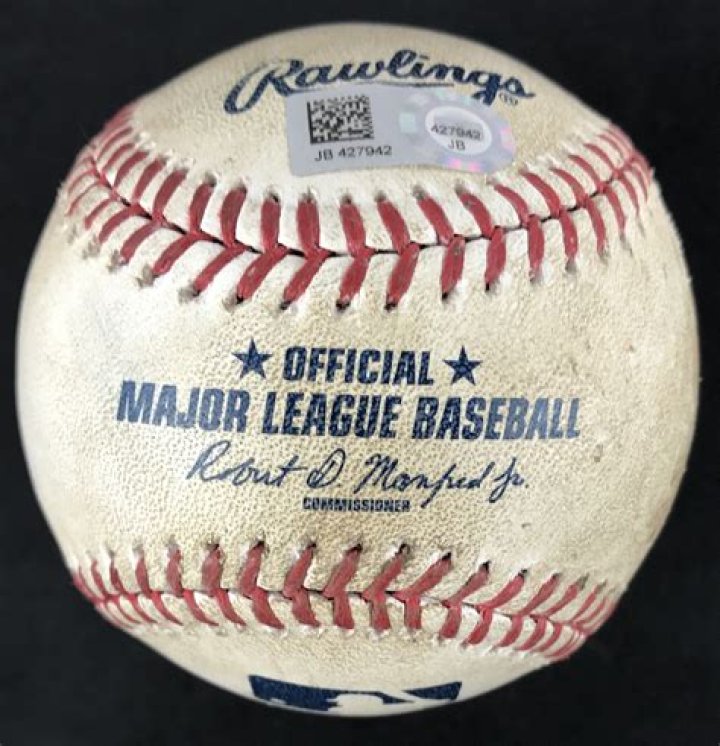 Rawlings
427942
JB
JB 427942
★ OFFICIAL ★
MAJOR LEAGUE BASEBALL
Robert D. Manfred Jr.
COMMISSIONER